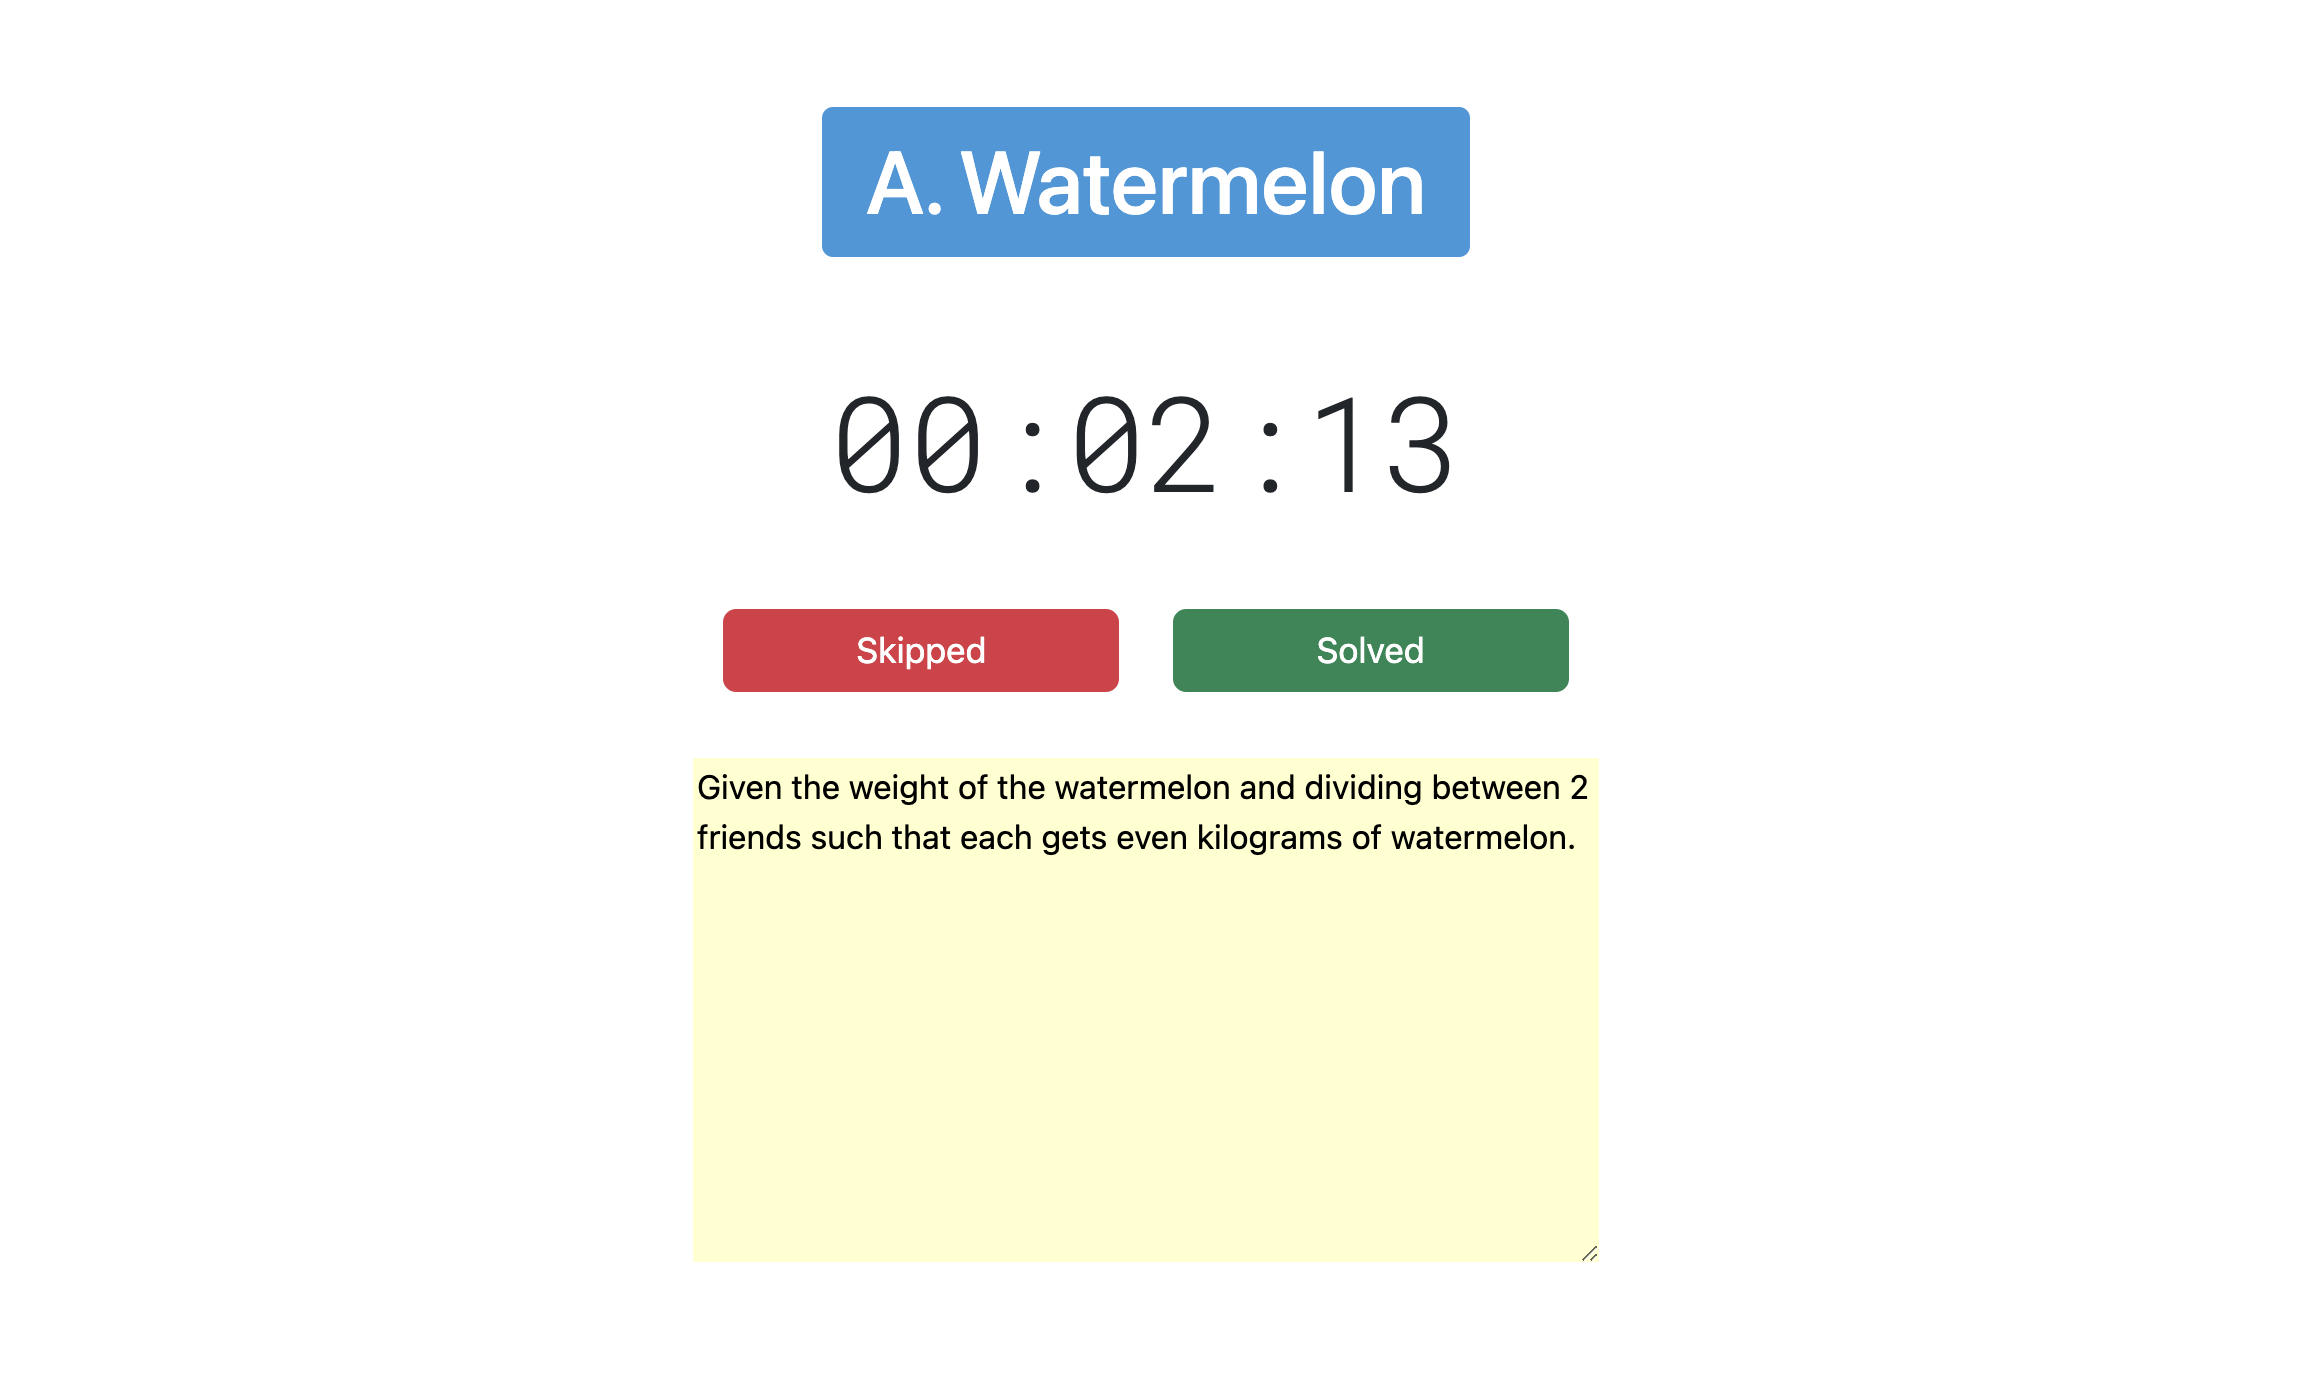 A. Watermelon
00:02:13
Skipped
Solved
Given the weight of the watermelon and dividing between 2
friends such that each gets even kilograms of watermelon.